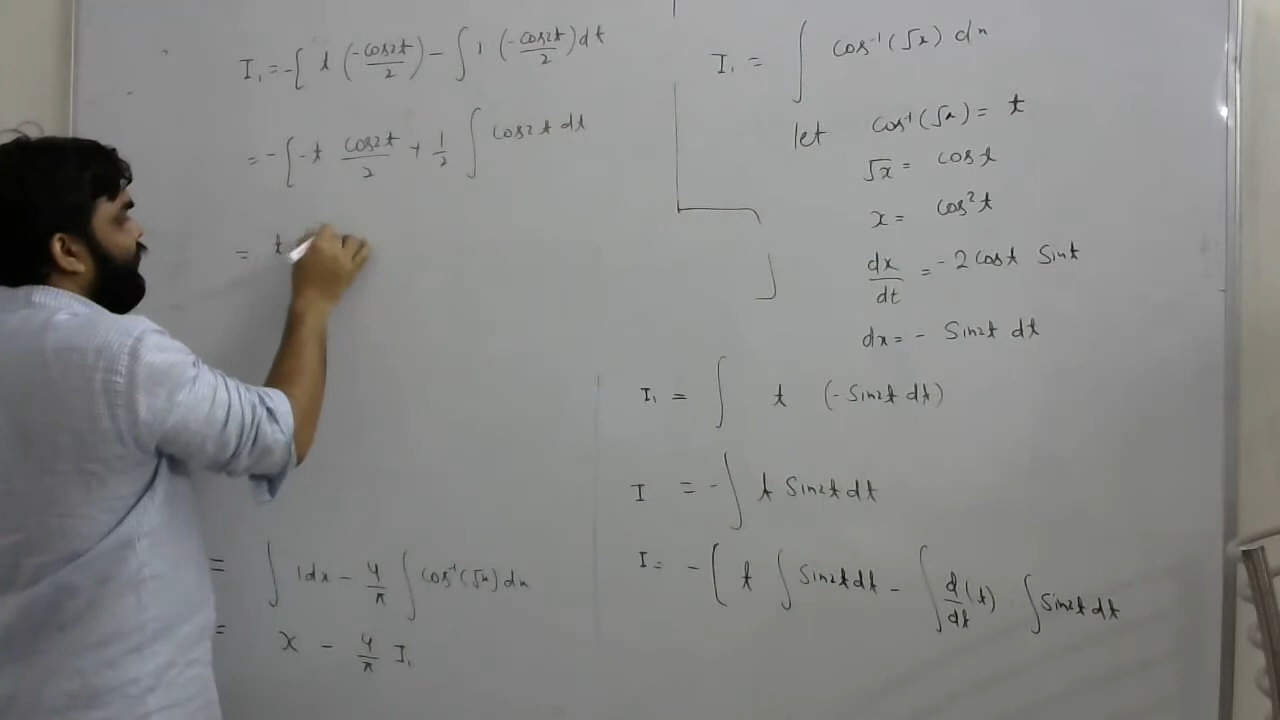 I₁ = -[ t (-cos2t/2) - ∫ 1 (-cos2t/2) dt
= -[ -t cos2t/2 + 1/2 ∫ cos2t dt
= t
= ∫ 1dx - 4/π ∫ cos⁻¹(√x) dx
= x - 4/π I₁
I₁ = ∫ cos⁻¹(√x) dx
let cos⁻¹(√x) = t
√x = cos t
x = cos²t
dx/dt = -2 cos t Sin t
dx = - Sin2t dt
I₁ = ∫ t (-Sin2t dt)
I = -∫ t Sin2t dt
I = -[ t ∫ Sin2t dt - ∫ d/dt (t) ∫ Sin2t dt